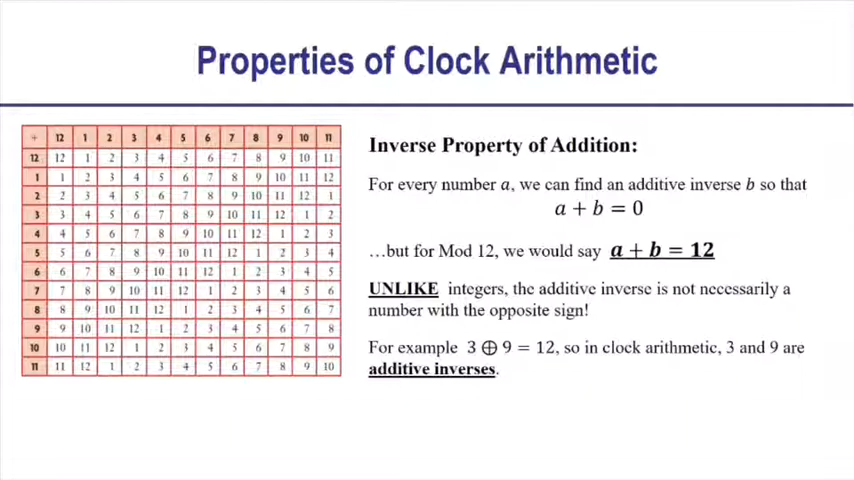 Properties of Clock Arithmetic
+ 12 1 2 3 4 5 6 7 8 9 10 11
12 12 1 2 3 4 5 6 7 8 9 10 11
1 1 2 3 4 5 6 7 8 9 10 11 12
2 2 3 4 5 6 7 8 9 10 11 12 1
3 3 4 5 6 7 8 9 10 11 12 1 2
4 4 5 6 7 8 9 10 11 12 1 2 3
5 5 6 7 8 9 10 11 12 1 2 3 4
6 6 7 8 9 10 11 12 1 2 3 4 5
7 7 8 9 10 11 12 1 2 3 4 5 6
8 8 9 10 11 12 1 2 3 4 5 6 7
9 9 10 11 12 1 2 3 4 5 6 7 8
10 10 11 12 1 2 3 4 5 6 7 8 9
11 11 12 1 2 3 4 5 6 7 8 9 10
Inverse Property of Addition:
For every number a, we can find an additive inverse b so that
a + b = 0
…but for Mod 12, we would say a + b = 12
UNLIKE integers, the additive inverse is not necessarily a
number with the opposite sign!
For example 3 ⊕ 9 = 12, so in clock arithmetic, 3 and 9 are
additive inverses.